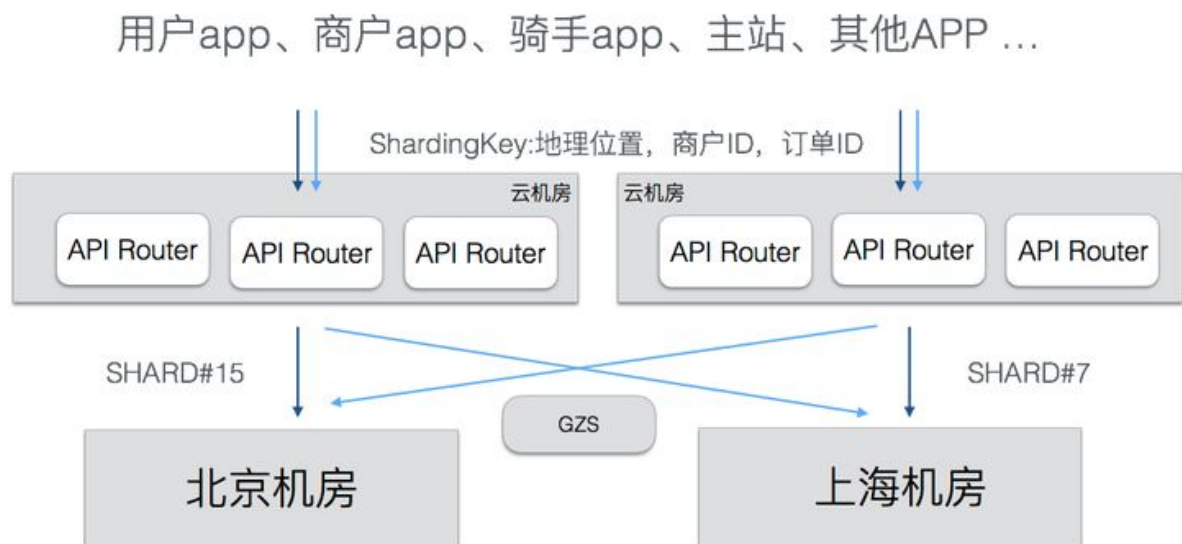 用户app、商户app、骑手app、主站、其他APP ...
ShardingKey:地理位置，商户ID，订单ID
云机房
云机房
API Router
API Router
API Router
API Router
API Router
API Router
SHARD#15
SHARD#7
GZS
北京机房
上海机房